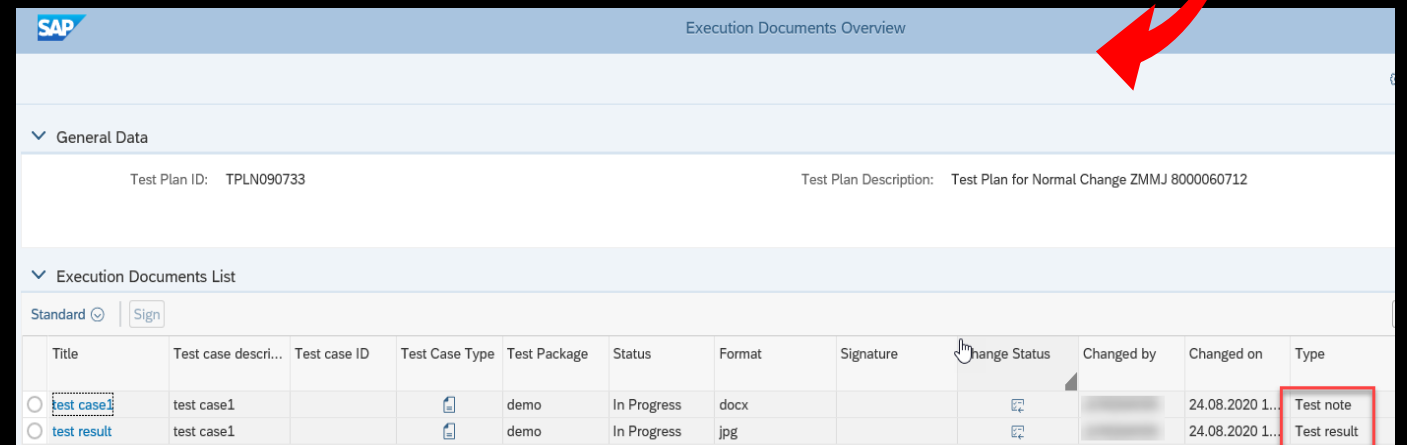 SAP
Execution Documents Overview
General Data
Test Plan ID: TPLN090733 Test Plan Description: Test Plan for Normal Change ZMMJ 8000060712
Execution Documents List
Standard Sign
Title Test case descri... Test case ID Test Case Type Test Package Status Format Signature hange Status Changed by Changed on Type
test case1 test case1 demo In Progress docx 24.08.2020 1... Test note
test result test case1 demo In Progress jpg 24.08.2020 1... Test result